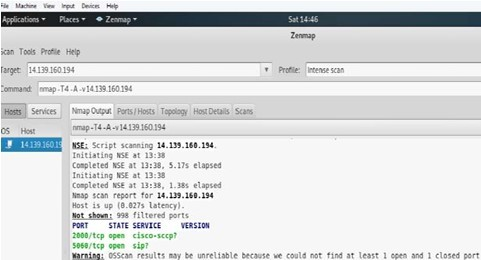 File Machine View Input Devices Help
Applications Places Zenmap Sat 14:46
Zenmap
Scan Tools Profile Help
Target: 14.139.160.194 Profile: Intense scan
Command: nmap -T4 -A -v 14.139.160.194
Hosts Services Nmap Output Ports / Hosts Topology Host Details Scans
OS Host nmap -T4 -A -v 14.139.160.194
14.139.160.19
NSE: Script scanning 14.139.160.194.
Initiating NSE at 13:38
Completed NSE at 13:38, 5.17s elapsed
Initiating NSE at 13:38
Completed NSE at 13:38, 1.38s elapsed
Nmap scan report for 14.139.160.194
Host is up (0.027s latency).
Not shown: 998 filtered ports
PORT STATE SERVICE VERSION
2000/tcp open cisco-sccp?
5060/tcp open sip?
Warning: OSScan results may be unreliable because we could not find at least 1 open and 1 closed port